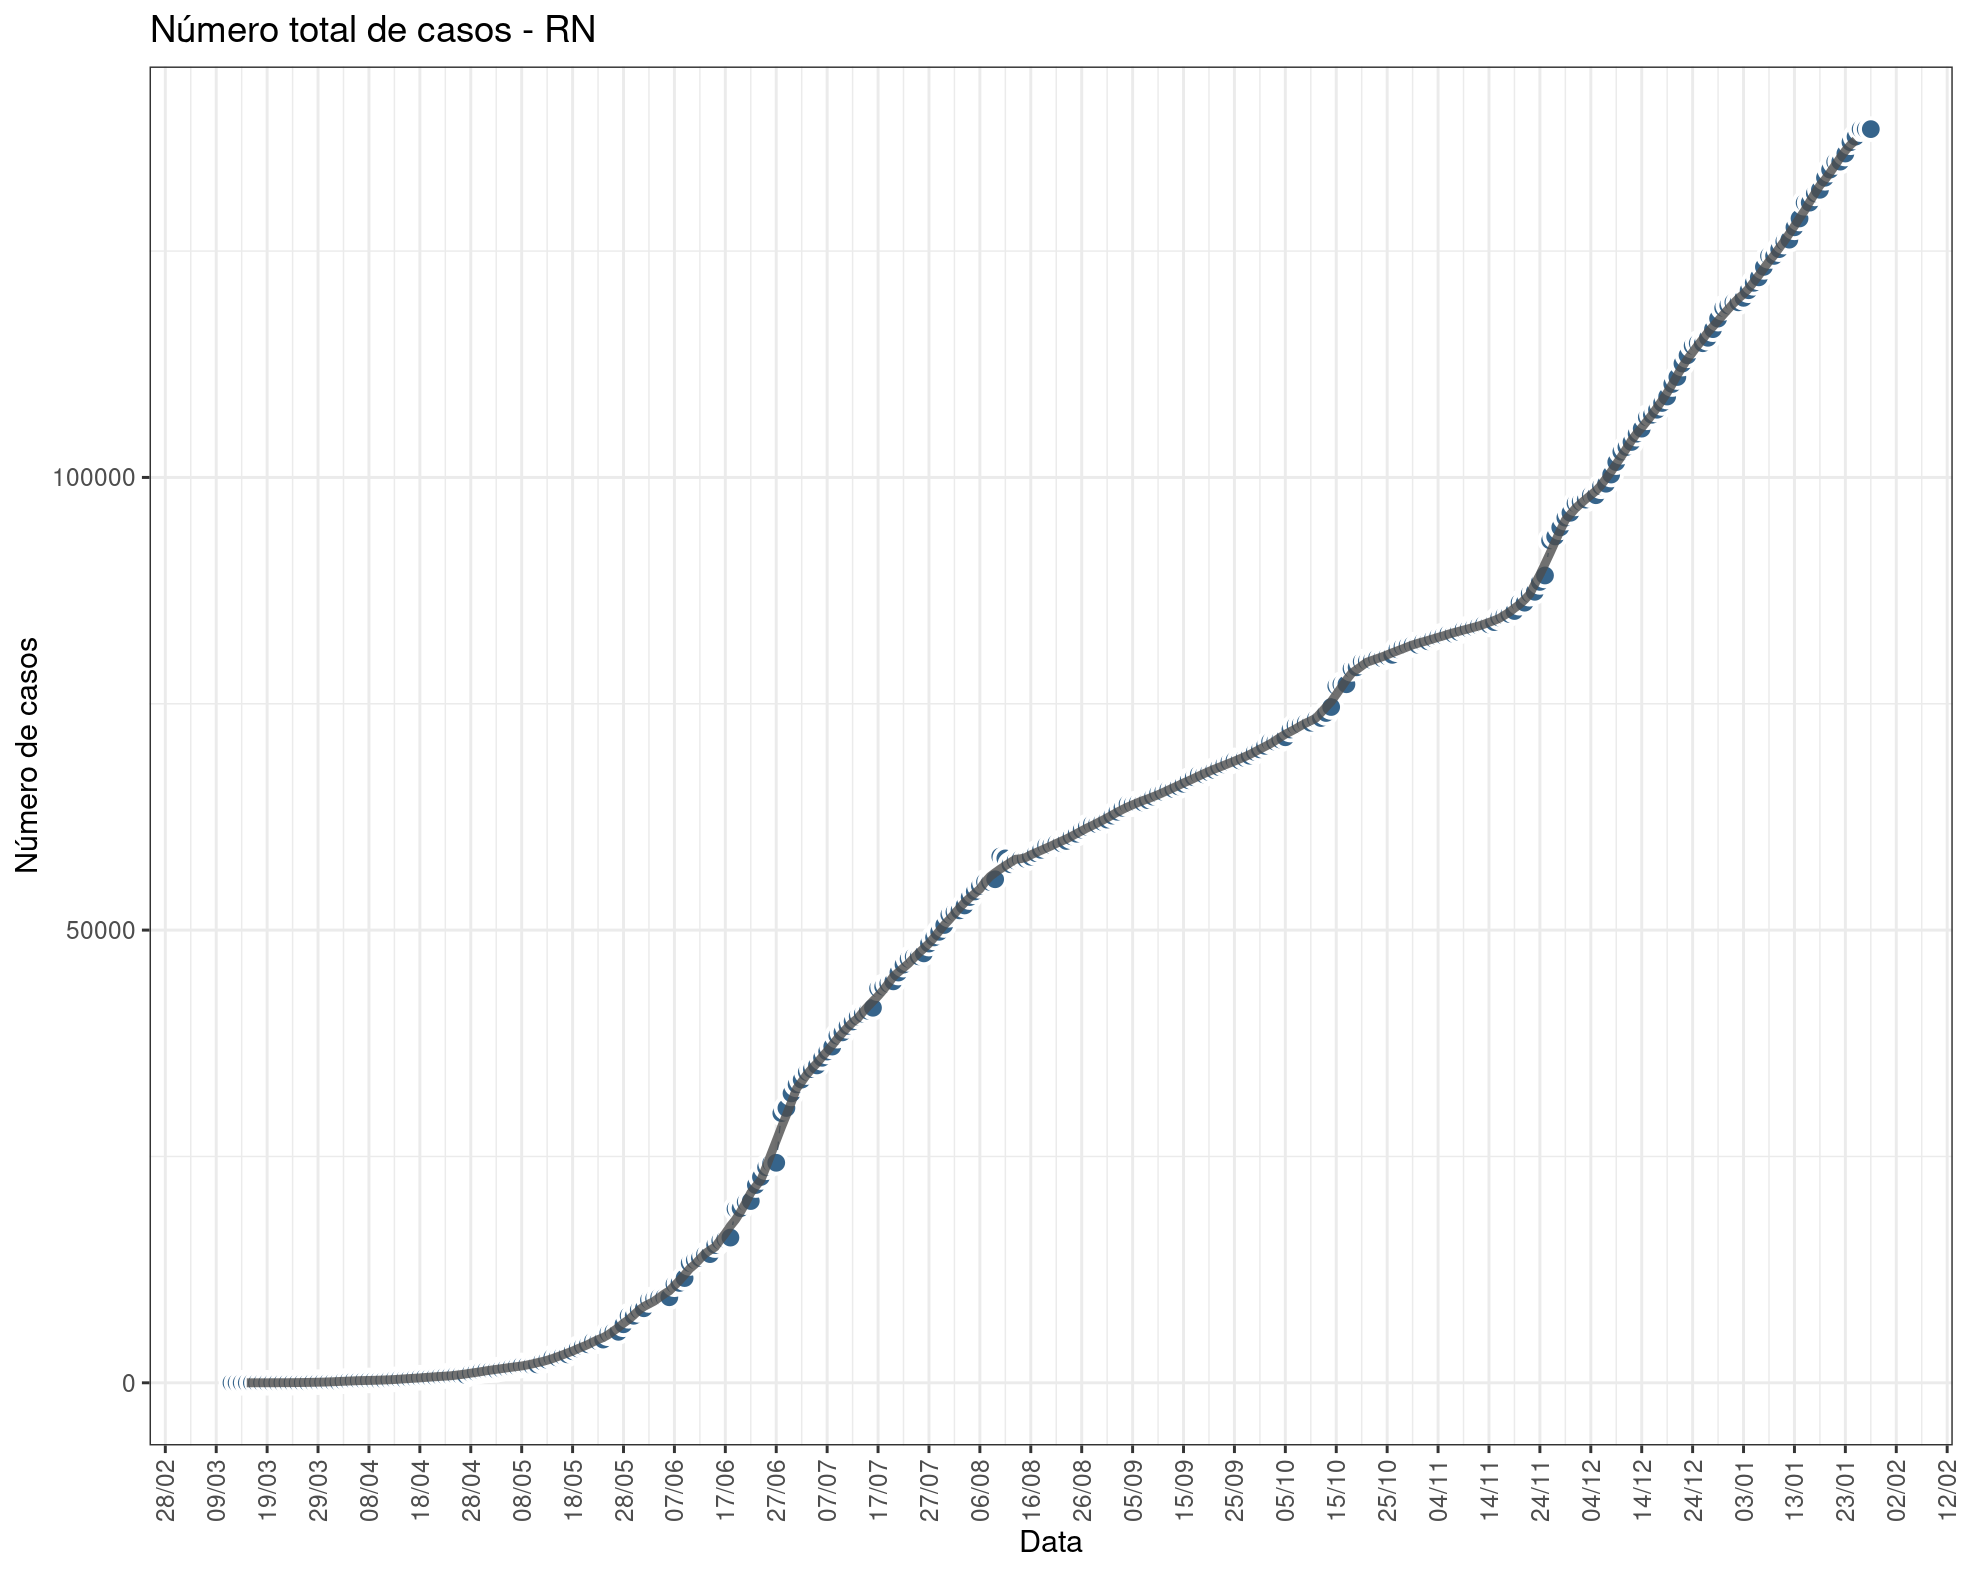 Número total de casos - RN
Número de casos
100000
50000
0
28/02 09/03 19/03 29/03 08/04 18/04 28/04 08/05 18/05 28/05 07/06 17/06 27/06 07/07 17/07 27/07 06/08 16/08 26/08 05/09 15/09 25/09 05/10 15/10 25/10 04/11 14/11 24/11 04/12 14/12 24/12 03/01 13/01 23/01 02/02 12/02
Data